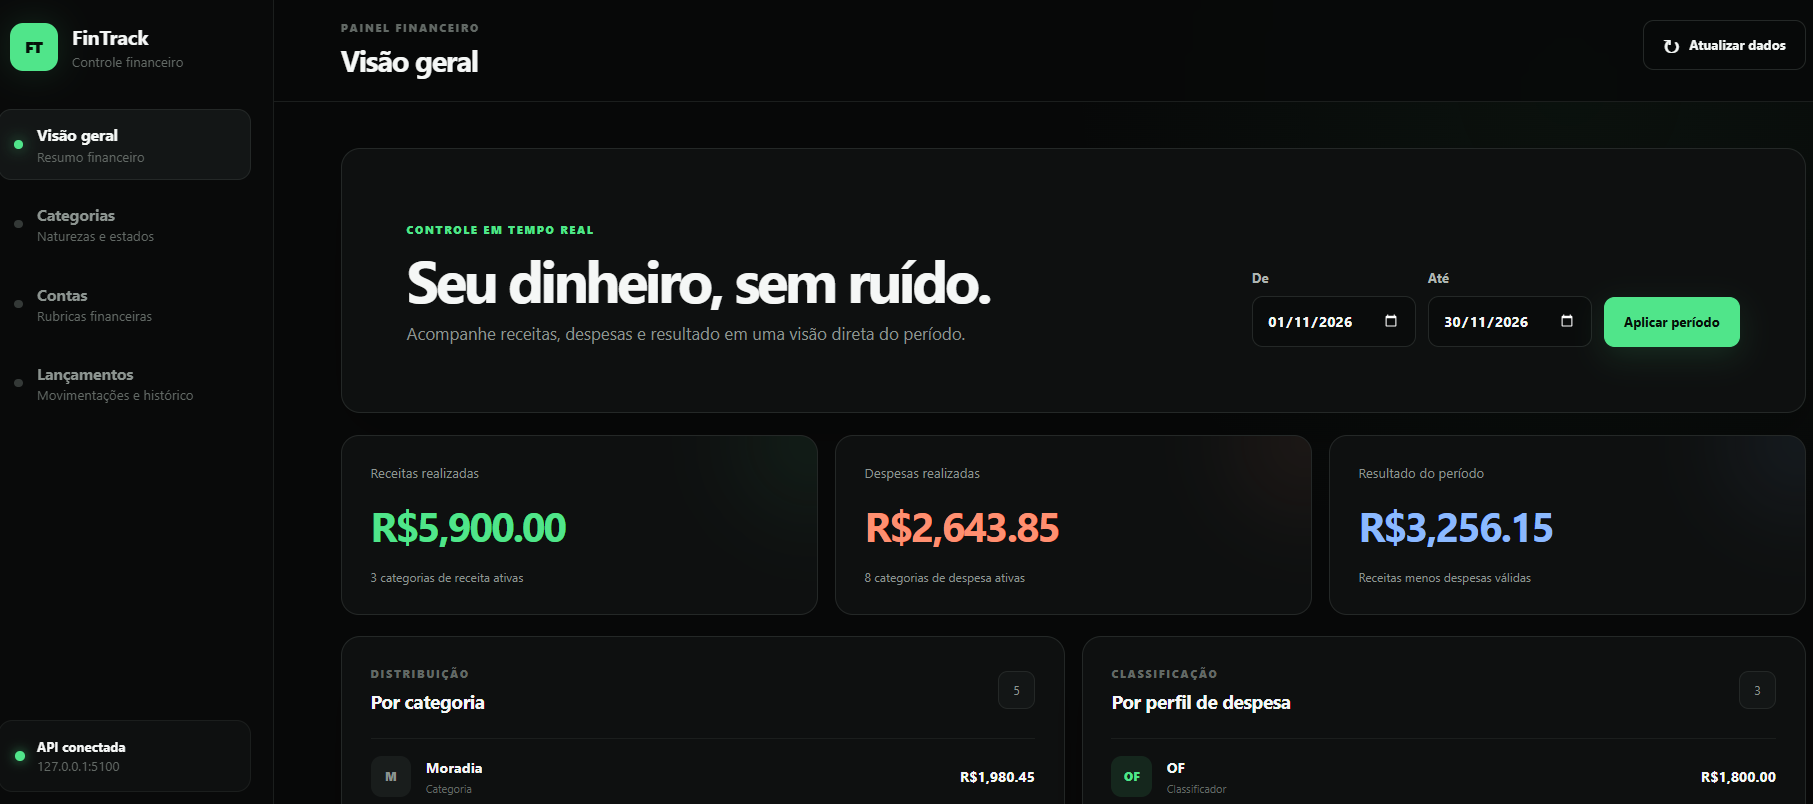 FT
FinTrack
Controle financeiro
Visão geral
Resumo financeiro
Categorias
Naturezas e estados
Contas
Rubricas financeiras
Lançamentos
Movimentações e histórico
API conectada
127.0.0.1:5100
PAINEL FINANCEIRO
Visão geral
Atualizar dados
CONTROLE EM TEMPO REAL
Seu dinheiro, sem ruído.
Acompanhe receitas, despesas e resultado em uma visão direta do período.
De
01/11/2026
Até
30/11/2026
Aplicar período
Receitas realizadas
R$5,900.00
3 categorias de receita ativas
Despesas realizadas
R$2,643.85
8 categorias de despesa ativas
Resultado do período
R$3,256.15
Receitas menos despesas válidas
DISTRIBUIÇÃO
Por categoria
5
M
Moradia
Categoria
R$1,980.45
CLASSIFICAÇÃO
Por perfil de despesa
3
OF
OF
Classificador
R$1,800.00